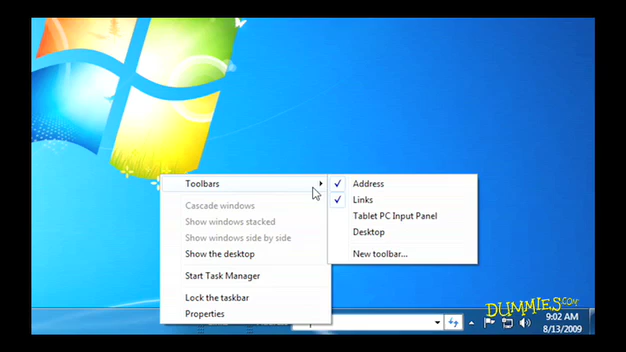 Toolbars
Cascade windows
Show windows stacked
Show windows side by side
Show the desktop
Start Task Manager
Lock the taskbar
Properties
Address
Links
Tablet PC Input Panel
Desktop
New toolbar...
DUMMIES.COM
9:02 AM
8/13/2009